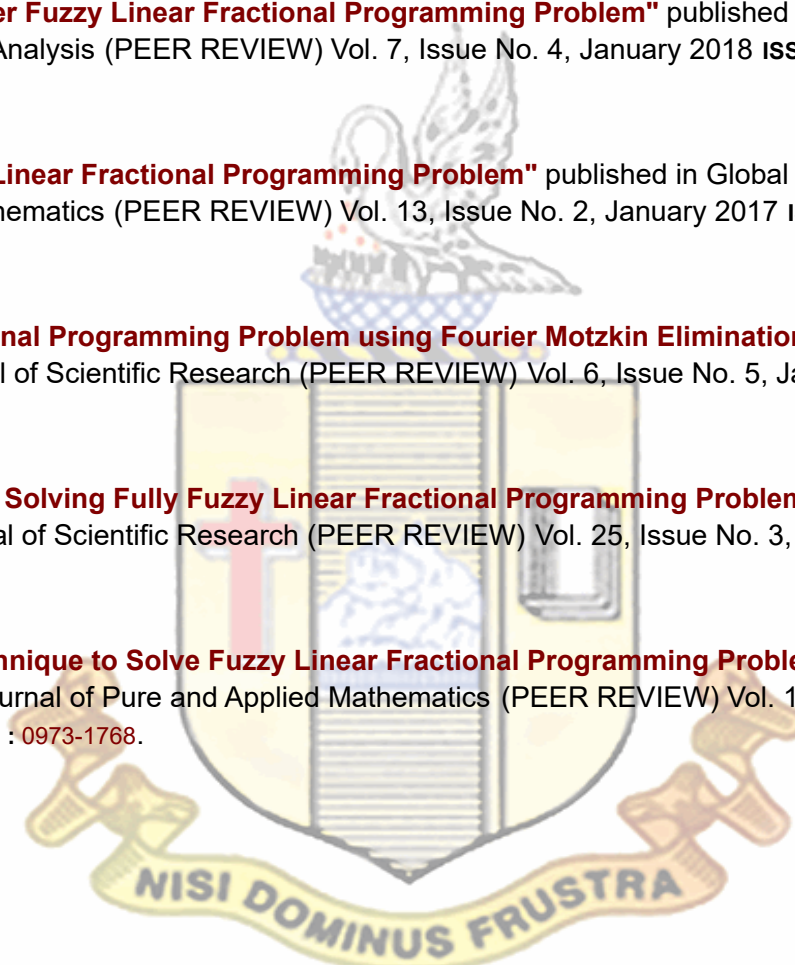 er Fuzzy Linear Fractional Programming Problem" published
Analysis (PEER REVIEW) Vol. 7, Issue No. 4, January 2018 ISS
Linear Fractional Programming Problem" published in Global
hematics (PEER REVIEW) Vol. 13, Issue No. 2, January 2017 I
nal Programming Problem using Fourier Motzkin Elimination
l of Scientific Research (PEER REVIEW) Vol. 6, Issue No. 5, Ja
Solving Fully Fuzzy Linear Fractional Programming Problem
al of Scientific Research (PEER REVIEW) Vol. 25, Issue No. 3,
hnique to Solve Fuzzy Linear Fractional Programming Proble
urnal of Pure and Applied Mathematics (PEER REVIEW) Vol. 1
: 0973-1768.
NISI DOMINUS FRUSTRA